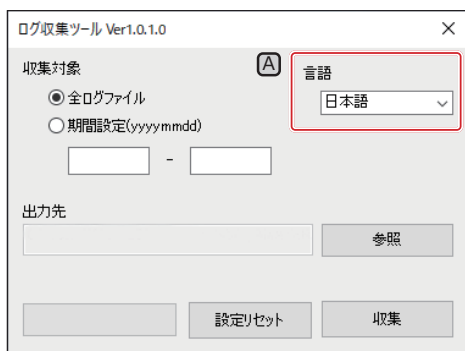 ログ収集ツール Ver1.0.1.0
収集対象
A
言語
全ログファイル
日本語
期間設定(yyyymmdd)
-
出力先
参照
設定リセット
収集